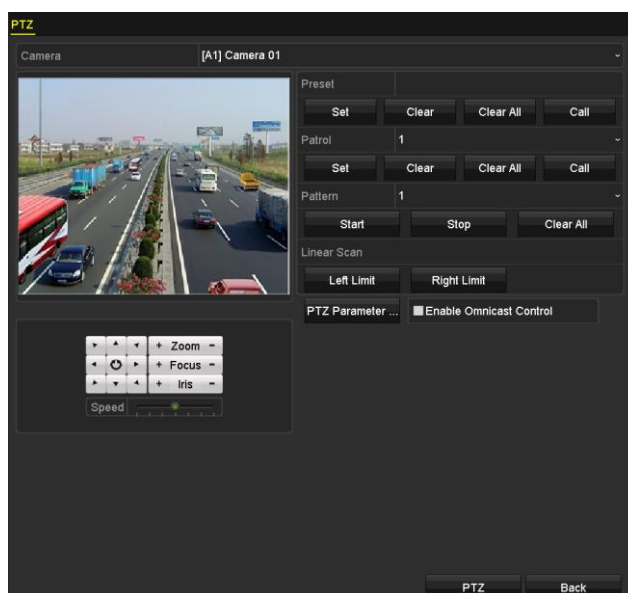 PTZ
Camera [A1] Camera 01
Preset
Set Clear Clear All Call
Patrol 1
Set Clear Clear All Call
Pattern 1
Start Stop Clear All
Linear Scan
Left Limit Right Limit
PTZ Parameter ... Enable Omnicast Control
+ Zoom -
+ Focus -
+ Iris -
Speed
PTZ Back